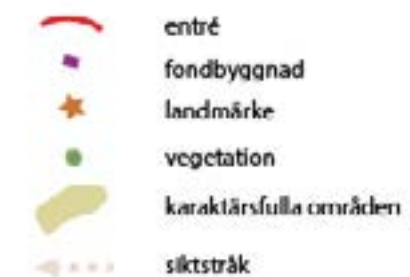 entré
fondbyggnad
landmärke
vegetation
karaktärsfulla områden
siktstråk